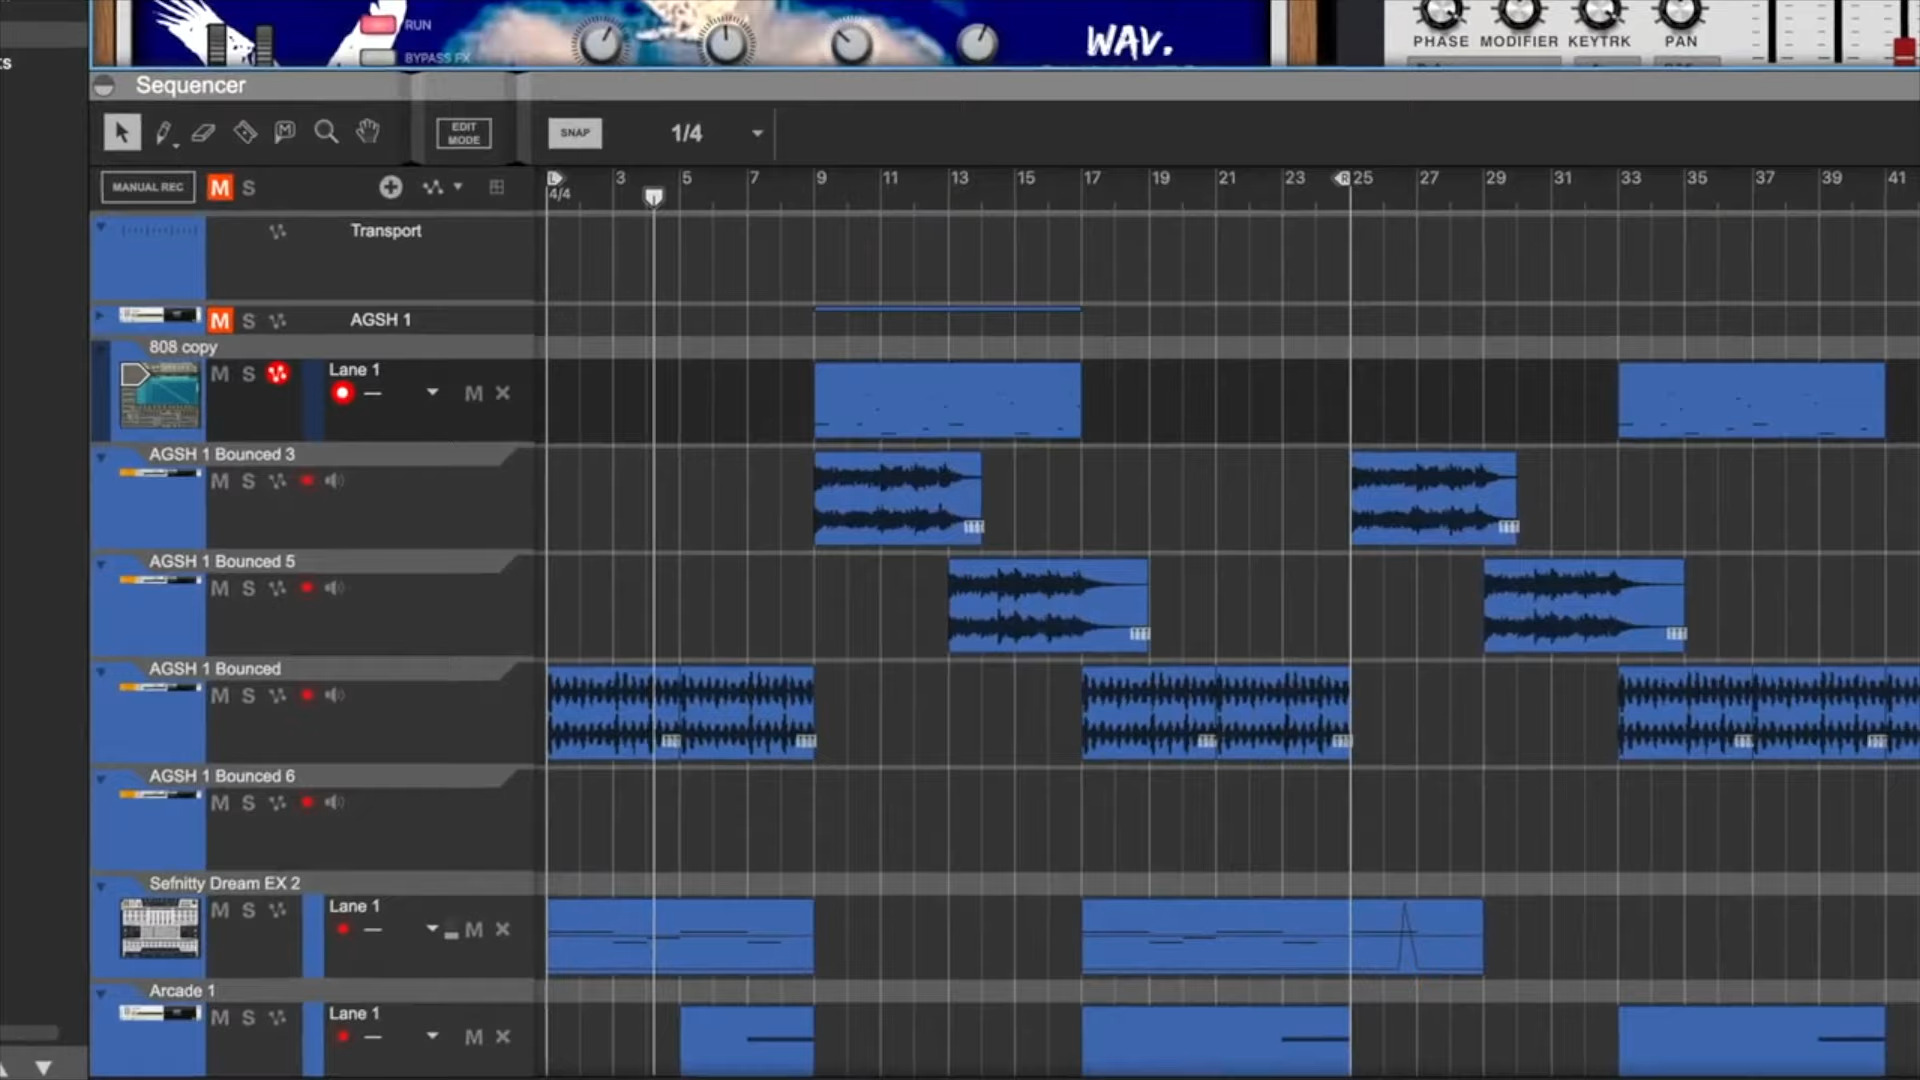 RUN
BYPASS FX
WAV.
PHASE MODIFIER KEYTRK PAN
Sequencer
EDIT
MODE
SNAP
1/4
MANUAL REC
M S
L 3 5 7 9 11 13 15 17 19 21 23 R 25 27 29 31 33 35 37 39 41
4/4
Transport
M S AGSH 1
808 copy
M S Lane 1
M
AGSH 1 Bounced 3
M S
AGSH 1 Bounced 5
M S
AGSH 1 Bounced
M S
AGSH 1 Bounced 6
M S
Sefnitty Dream EX 2
M S Lane 1
M
Arcade 1
M S Lane 1
M